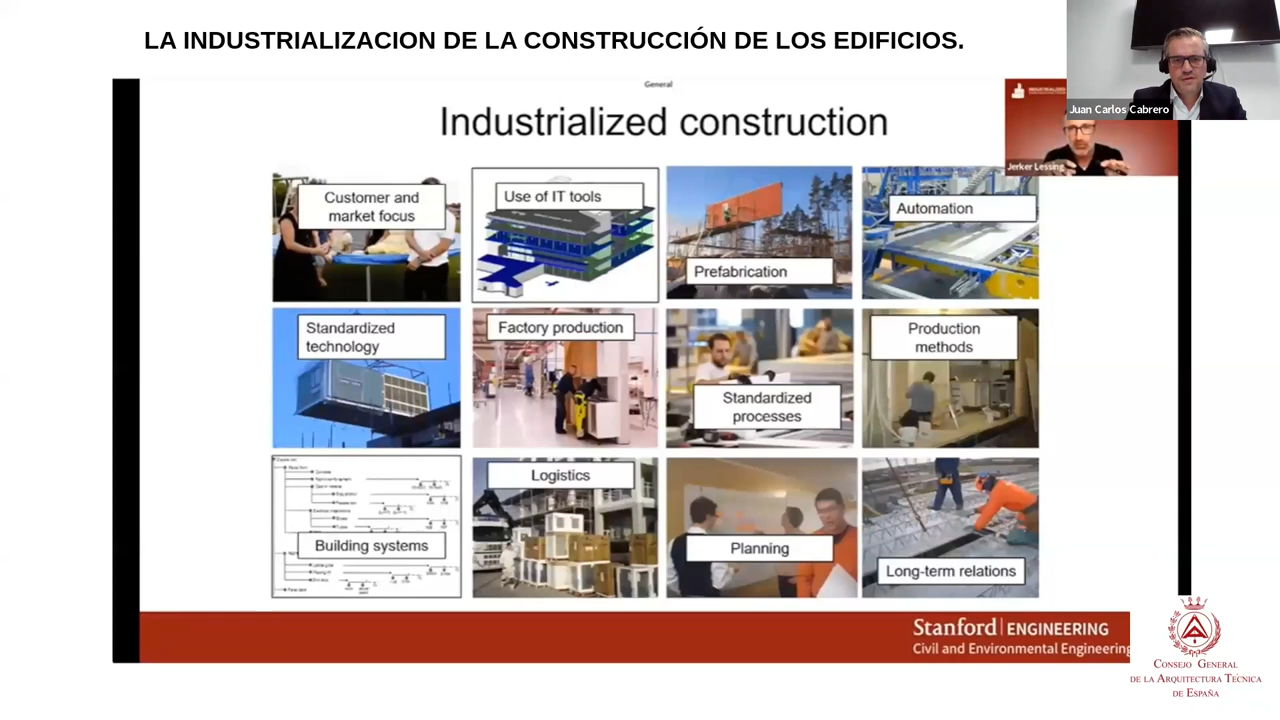 LA INDUSTRIALIZACION DE LA CONSTRUCCIÓN DE LOS EDIFICIOS.
Juan Carlos Cabrero
General
Industrialized construction
Jerker Lessing
Customer and
market focus
Use of IT tools
Prefabrication
Automation
Standardized
technology
Factory production
Standardized
processes
Production
methods
Building systems
Logistics
Planning
Long-term relations
Stanford | ENGINEERING
Civil and Environmental Engineering
CONSEJO GENERAL
DE LA ARQUITECTURA TÉCNICA
DE ESPAÑA